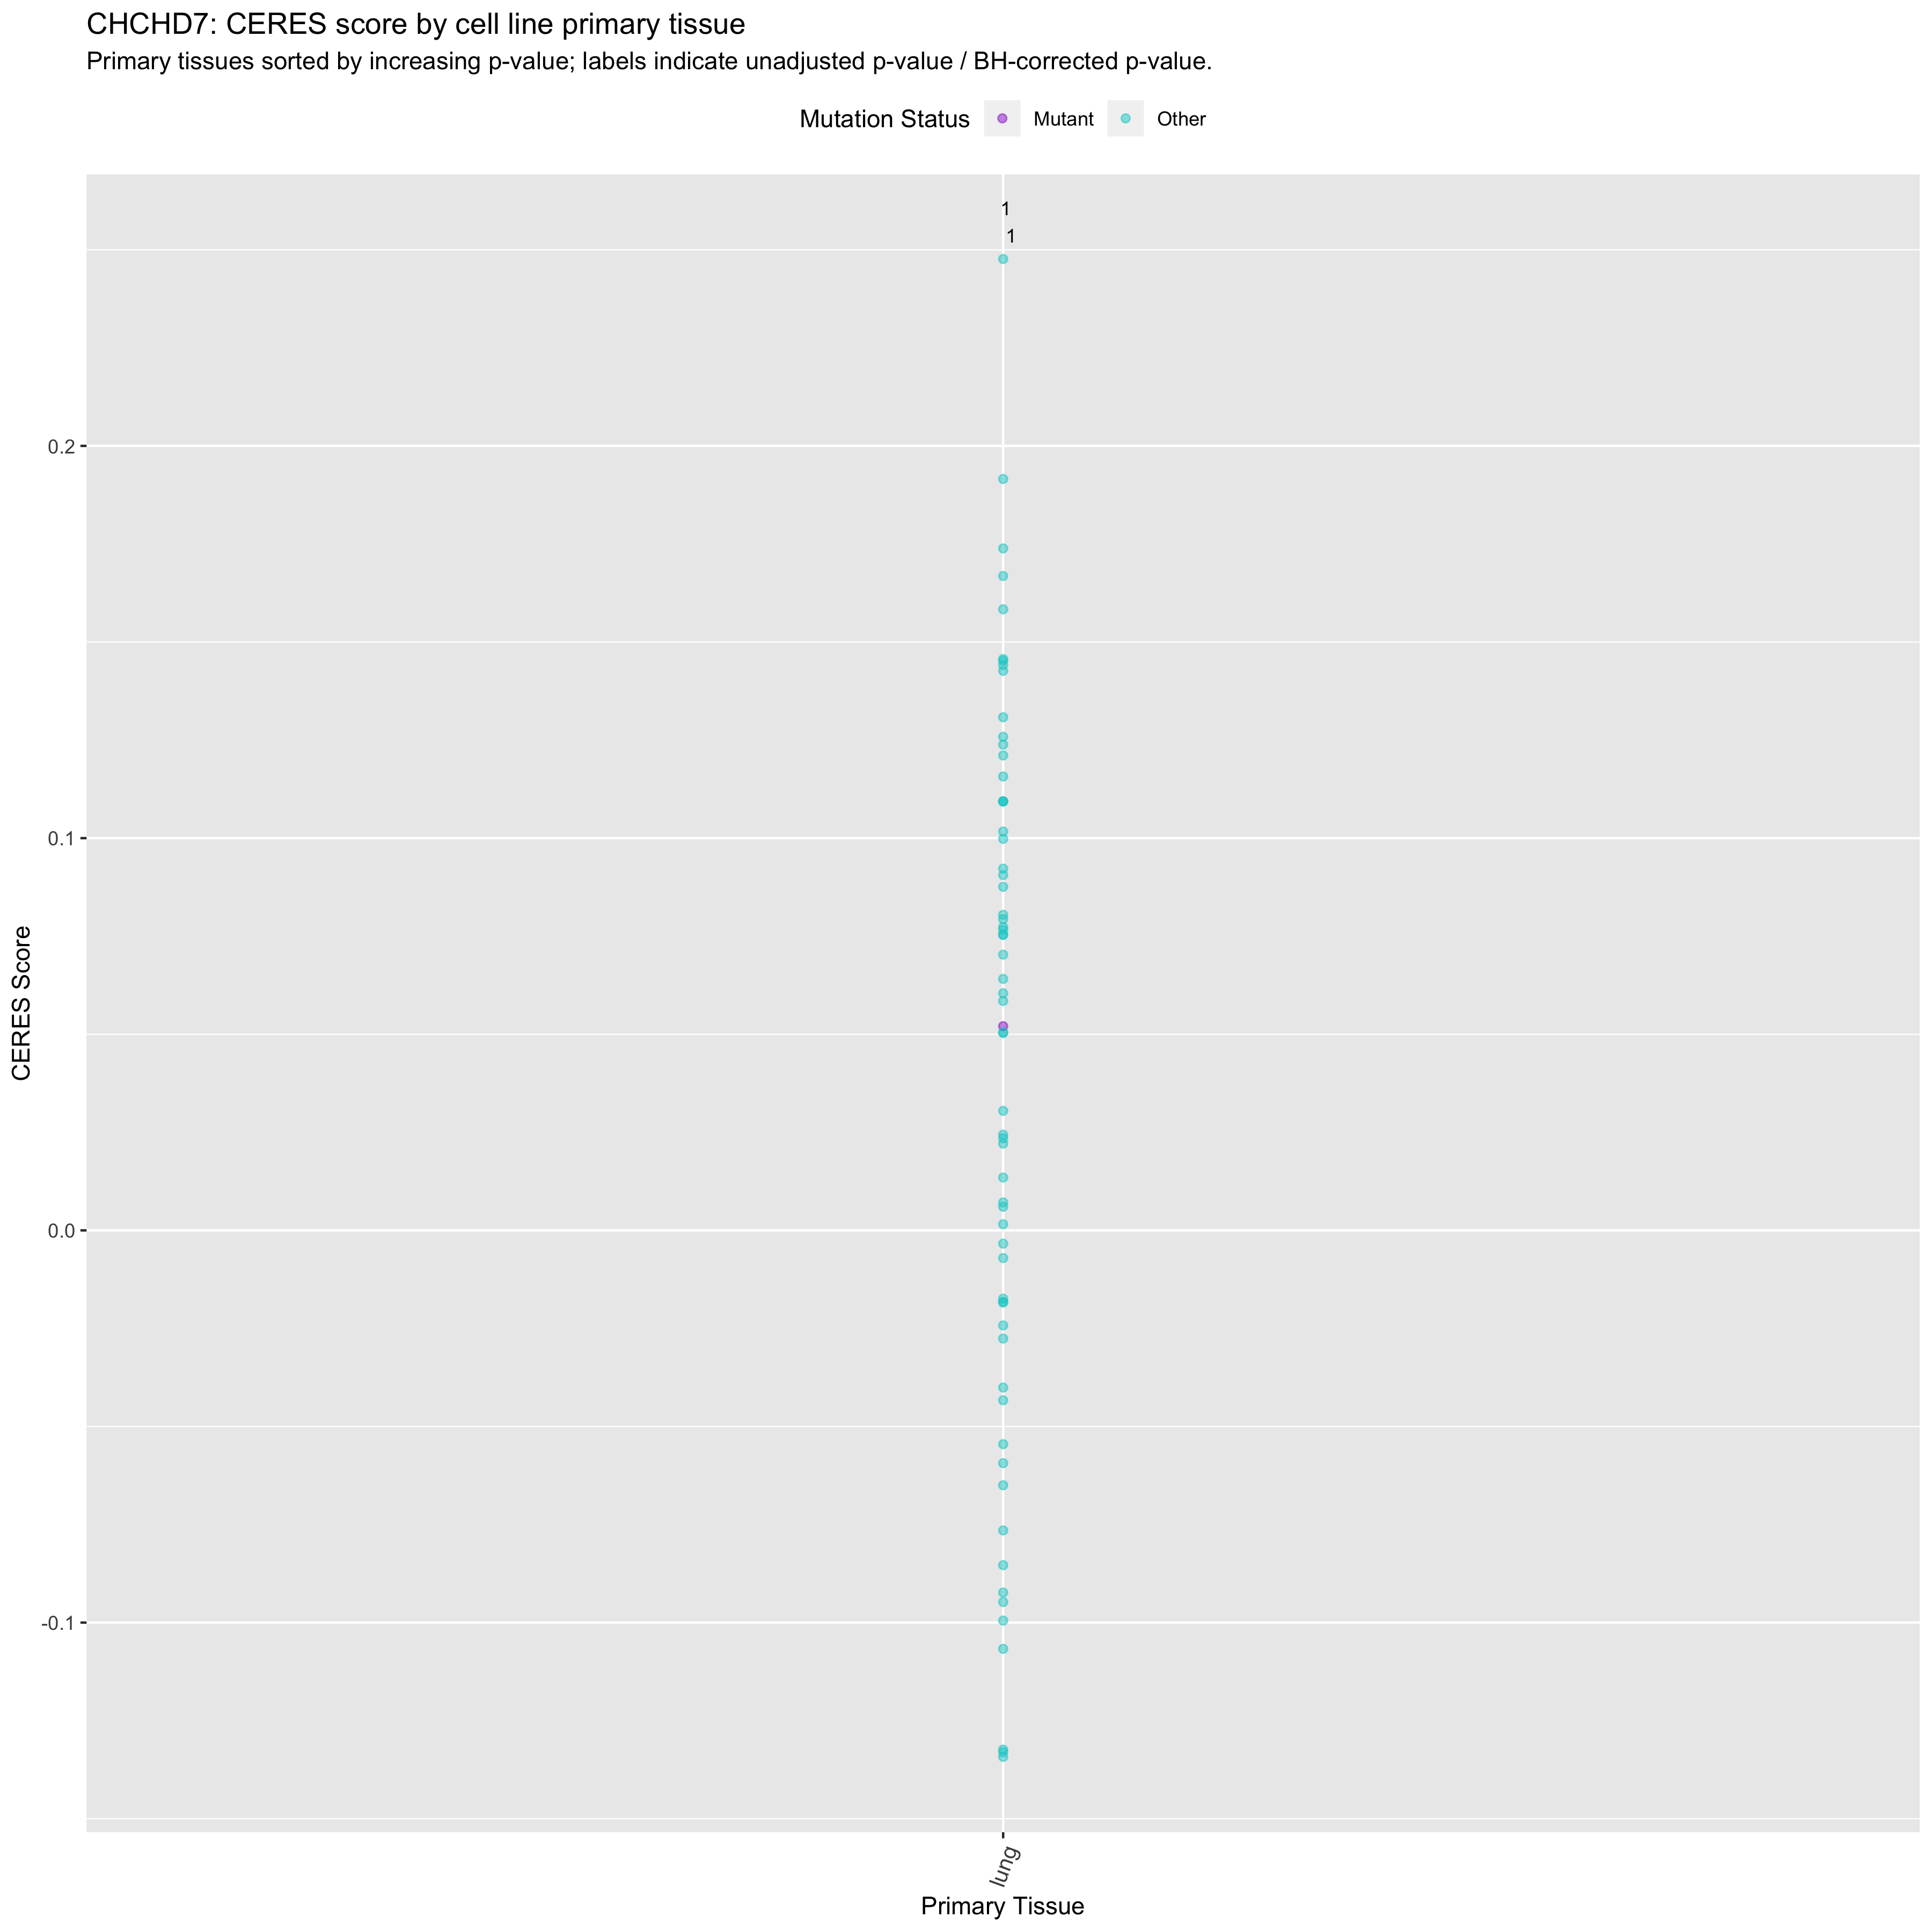 CHCHD7: CERES score by cell line primary tissue
Primary tissues sorted by increasing p-value; labels indicate unadjusted p-value / BH-corrected p-value.
Mutation Status Mutant Other
1
1
0.2
0.1
0.0
-0.1
CERES Score
lung
Primary Tissue